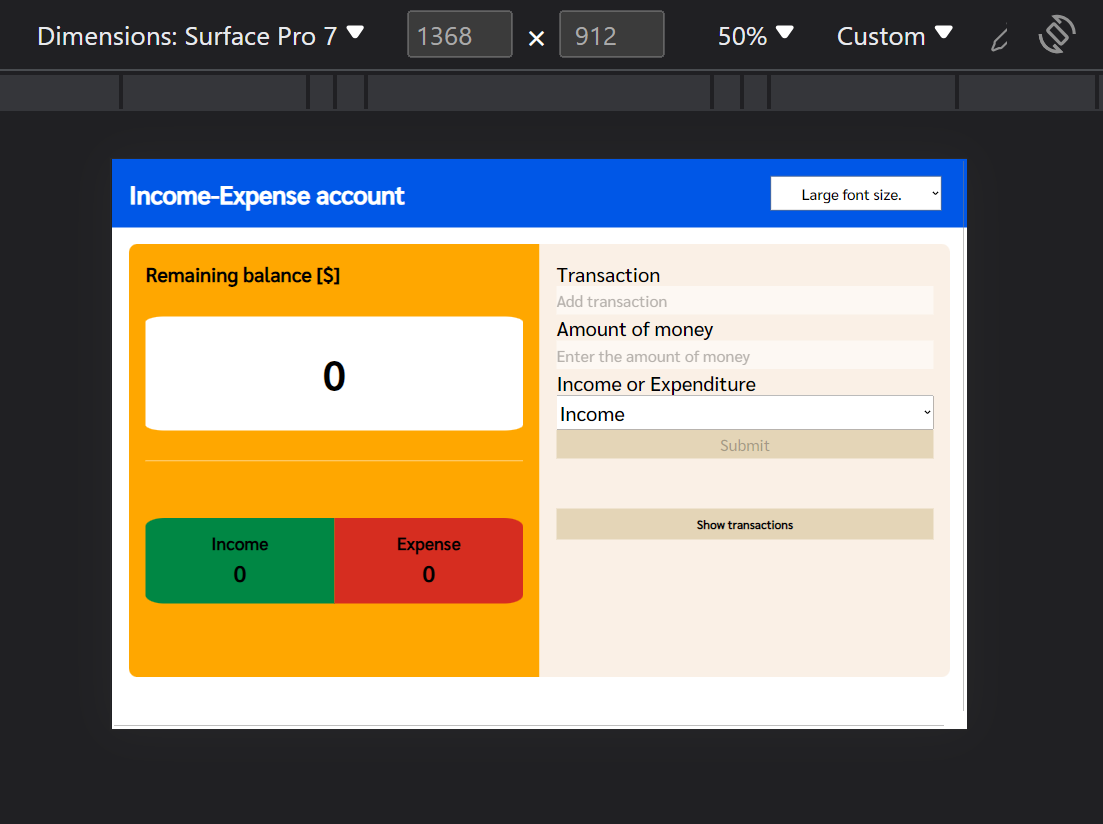 Dimensions: Surface Pro 7 1368 × 912 50% Custom
Income-Expense account
Large font size.
Remaining balance [$]
0
Income
0
Expense
0
Transaction
Add transaction
Amount of money
Enter the amount of money
Income or Expenditure
Income
Submit
Show transactions